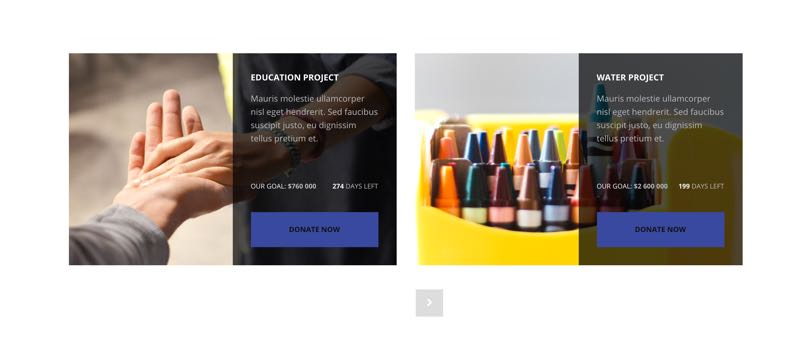 EDUCATION PROJECT
Mauris molestie ullamcorper
nisl eget hendrerit. Sed faucibus
suscipit justo, eu dignissim
tellus pretium et.
OUR GOAL: $760 000 274 DAYS LEFT
DONATE NOW
WATER PROJECT
Mauris molestie ullamcorper
nisl eget hendrerit. Sed faucibus
suscipit justo, eu dignissim
tellus pretium et.
OUR GOAL: $2 600 000 199 DAYS LEFT
DONATE NOW